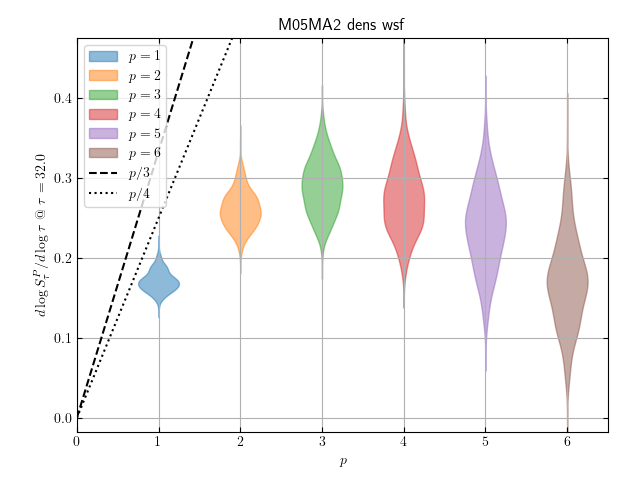 M05MA2 dens wsf
d log S_τ^P / d log τ @ τ = 32.0
0.4
0.3
0.2
0.1
0.0
p = 1
p = 2
p = 3
p = 4
p = 5
p = 6
p/3
p/4
0 1 2 3 4 5 6
p